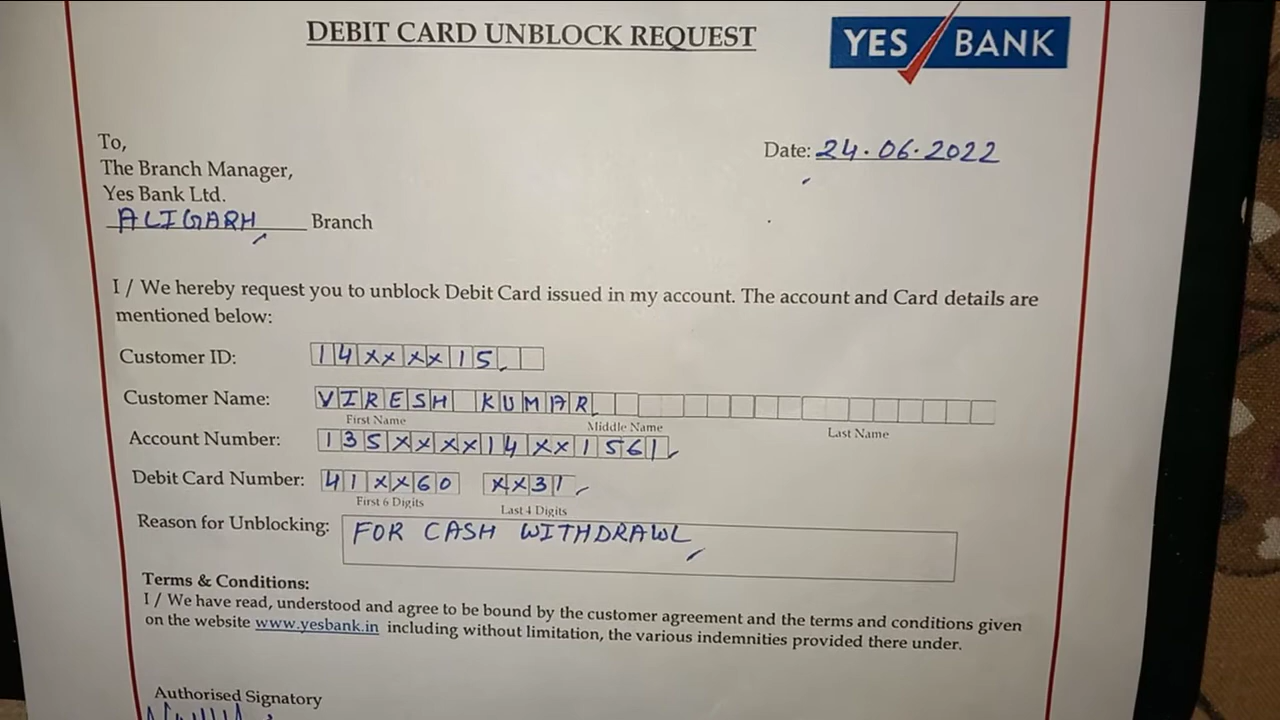 DEBIT CARD UNBLOCK REQUEST
YES BANK
To,
Date: 24.06.2022
The Branch Manager,
Yes Bank Ltd.
ALIGARH Branch
I / We hereby request you to unblock Debit Card issued in my account. The account and Card details are
mentioned below:
Customer ID: 14XXXX15
Customer Name: VIRESH KUMAR
First Name Middle Name Last Name
Account Number: 135XXXX14XX1561
Debit Card Number: 41XX60 XX31
First 6 Digits Last 4 Digits
Reason for Unblocking: FOR CASH WITHDRAWL
Terms & Conditions:
I / We have read, understood and agree to be bound by the customer agreement and the terms and conditions given
on the website www.yesbank.in including without limitation, the various indemnities provided there under.
Authorised Signatory